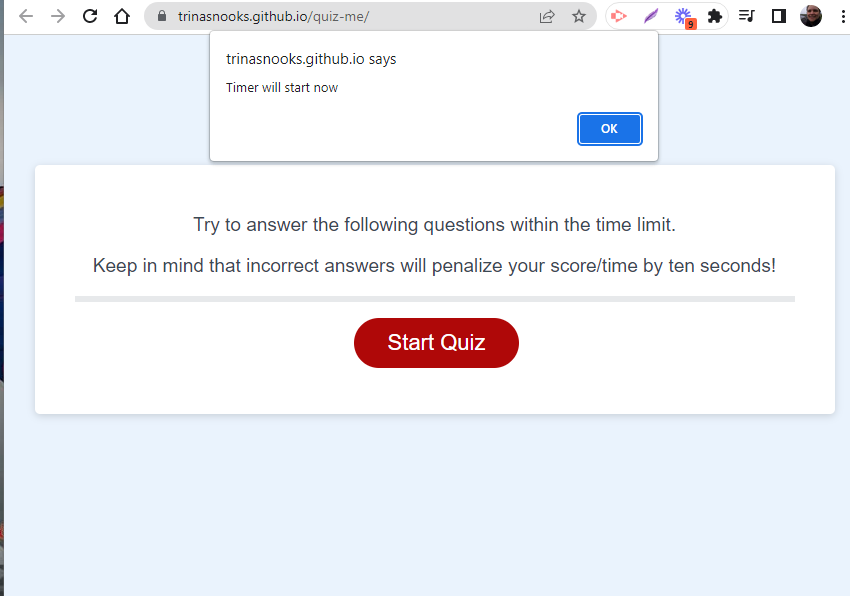 trinasnooks.github.io/quiz-me/
9
trinasnooks.github.io says
Timer will start now
OK
Try to answer the following questions within the time limit.
Keep in mind that incorrect answers will penalize your score/time by ten seconds!
Start Quiz